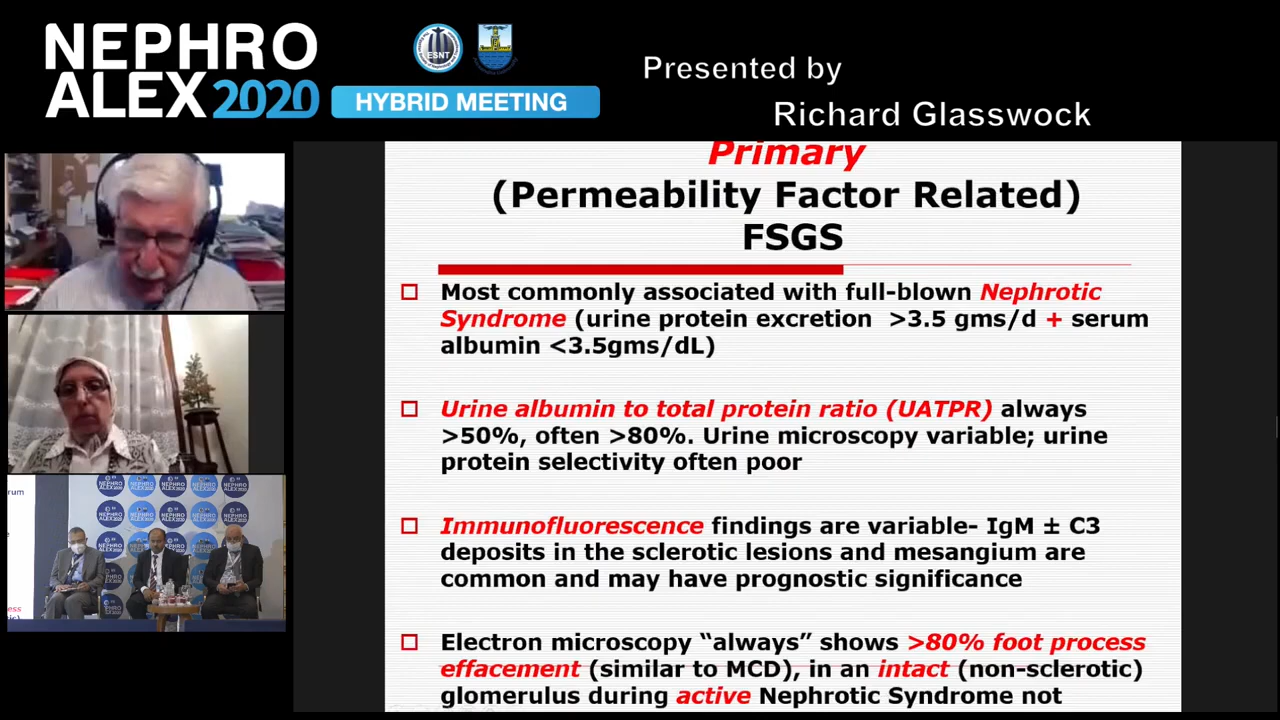 NEPHRO
ALEX 2020
ESNT
HYBRID MEETING
Presented by
Richard Glasswock
Primary
(Permeability Factor Related)
FSGS
Most commonly associated with full-blown Nephrotic
Syndrome (urine protein excretion >3.5 gms/d + serum
albumin <3.5gms/dL)
Urine albumin to total protein ratio (UATPR) always
>50%, often >80%. Urine microscopy variable; urine
protein selectivity often poor
Immunofluorescence findings are variable- IgM ± C3
deposits in the sclerotic lesions and mesangium are
common and may have prognostic significance
Electron microscopy “always” shows >80% foot process
effacement (similar to MCD), in an intact (non-sclerotic)
glomerulus during active Nephrotic Syndrome not
NEPHRO
ALEX2020